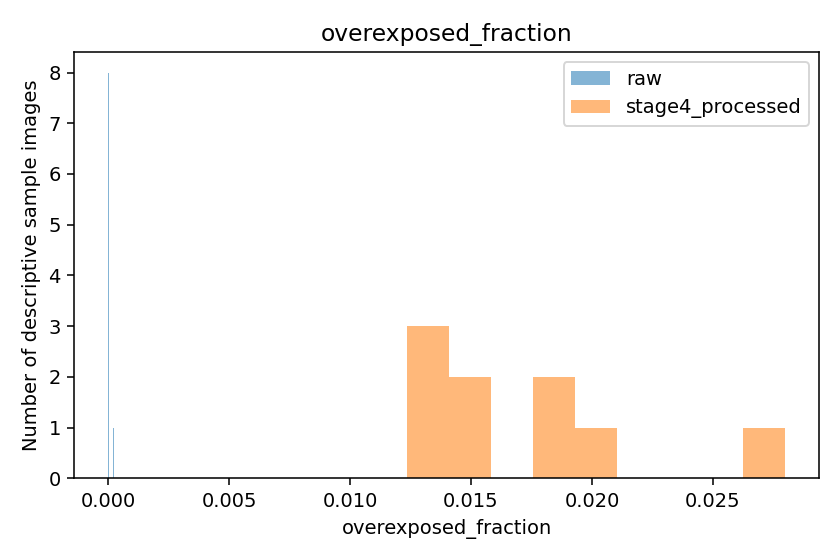 overexposed_fraction
raw
stage4_processed
Number of descriptive sample images
8
7
6
5
4
3
2
1
0
0.000 0.005 0.010 0.015 0.020 0.025
overexposed_fraction